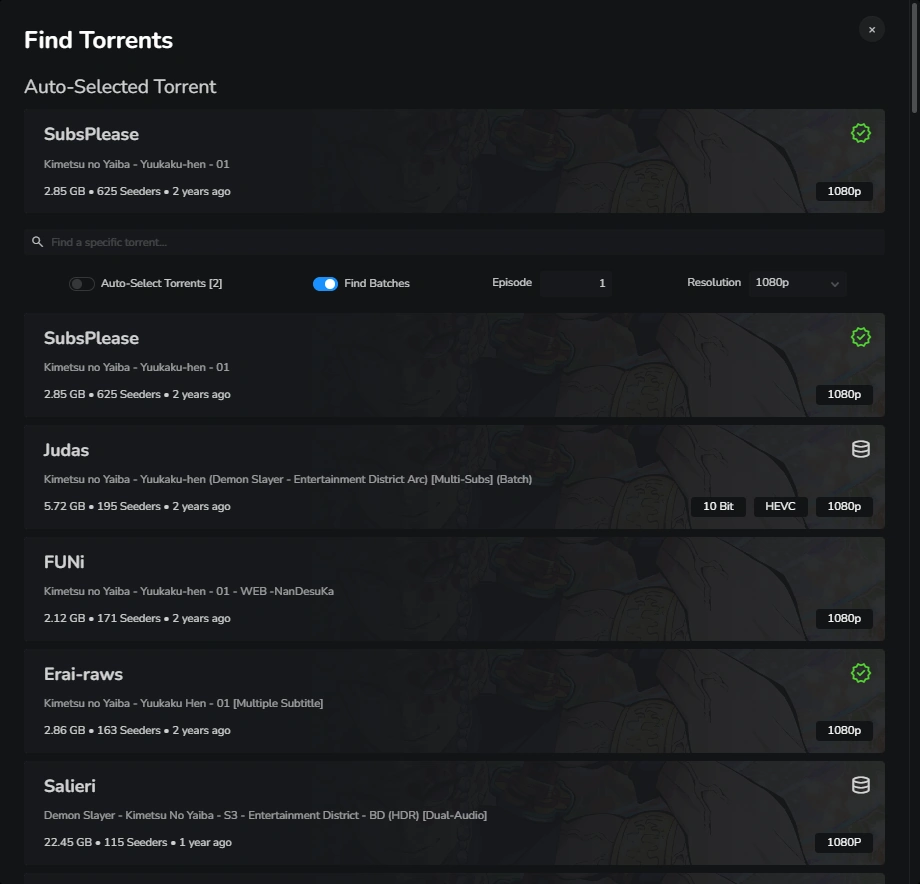 Find Torrents
×
Auto-Selected Torrent
SubsPlease
Kimetsu no Yaiba - Yuukaku-hen - 01
2.85 GB • 625 Seeders • 2 years ago
1080p
Find a specific torrent...
Auto-Select Torrents [2]
Find Batches
Episode 1
Resolution 1080p
SubsPlease
Kimetsu no Yaiba - Yuukaku-hen - 01
2.85 GB • 625 Seeders • 2 years ago
1080p
Judas
Kimetsu no Yaiba - Yuukaku-hen (Demon Slayer - Entertainment District Arc) [Multi-Subs] (Batch)
5.72 GB • 195 Seeders • 2 years ago
10 Bit HEVC 1080p
FUNi
Kimetsu no Yaiba - Yuukaku-hen - 01 - WEB -NanDesuKa
2.12 GB • 171 Seeders • 2 years ago
1080p
Erai-raws
Kimetsu no Yaiba - Yuukaku Hen - 01 [Multiple Subtitle]
2.86 GB • 163 Seeders • 2 years ago
1080p
Salieri
Demon Slayer - Kimetsu No Yaiba - S3 - Entertainment District - BD (HDR) [Dual-Audio]
22.45 GB • 115 Seeders • 1 year ago
1080P